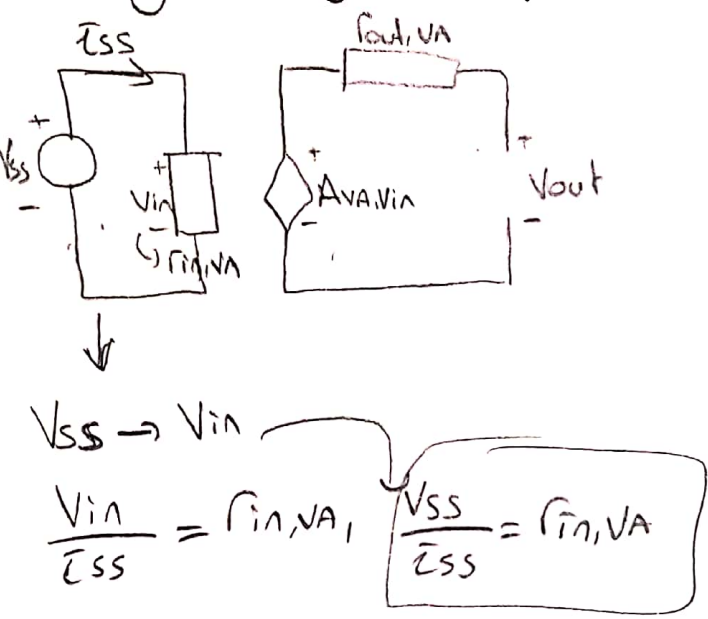 iss
rout,VA
+
Vss
-
+
Vin
-
rin,VA
+
AVA.Vin
-
+
Vout
-
Vss → Vin
Vin/iss = rin,VA, Vss/iss = rin,VA